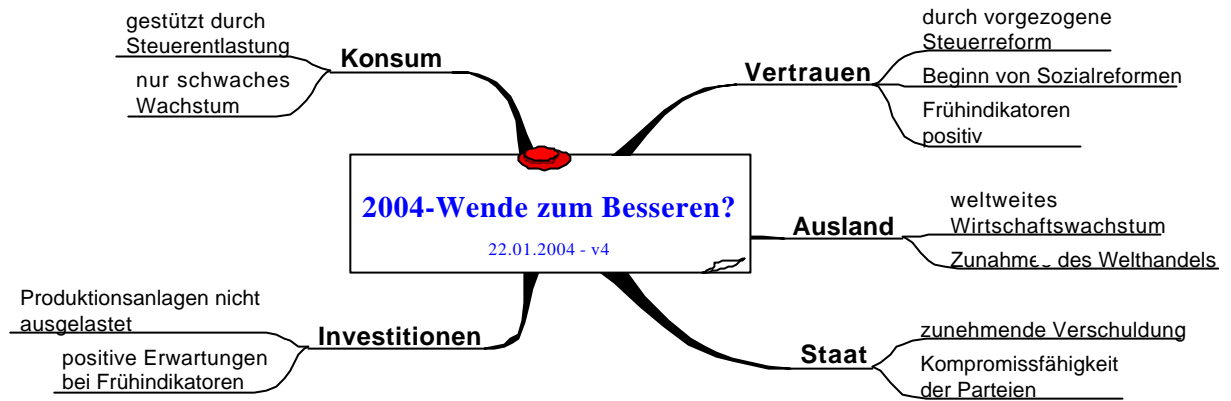 gestützt durch
Steuerentlastung
Konsum
nur schwaches
Wachstum
durch vorgezogene
Steuerreform
Vertrauen
Beginn von Sozialreformen
Frühindikatoren
positiv
2004-Wende zum Besseren?
22.01.2004 - v4
weltweites
Wirtschaftswachstum
Ausland
Zunahme des Welthandels
Produktionsanlagen nicht
ausgelastet
Investitionen
positive Erwartungen
bei Frühindikatoren
zunehmende Verschuldung
Staat
Kompromissfähigkeit
der Parteien